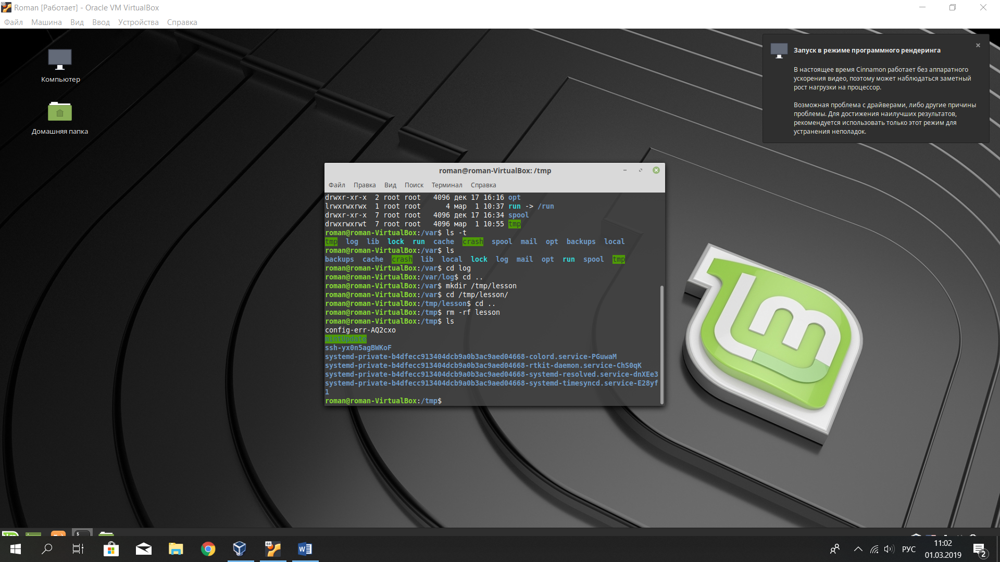 Roman [Работает] - Oracle VM VirtualBox
Файл Машина Вид Ввод Устройства Справка
Компьютер
Домашняя папка
Запуск в режиме программного рендеринга
В настоящее время Cinnamon работает без аппаратного
ускорения видео, поэтому может наблюдаться заметный
рост нагрузки на процессор.
Возможная проблема с драйверами, либо другие причины
проблемы. Для достижения наилучших результатов,
рекомендуется использовать только этот режим для
устранения неполадок.
roman@roman-VirtualBox: /tmp
Файл Правка Вид Поиск Терминал Справка
drwxr-xr-x 2 root root 4096 дек 17 16:16 opt
lrwxrwxrwx 1 root root 4 мар 1 10:37 run -> /run
drwxr-xr-x 7 root root 4096 дек 17 16:34 spool
drwxrwxrwt 7 root root 4096 мар 1 10:55 tmp
roman@roman-VirtualBox:/var$ ls -t
tmp log lib lock run cache crash spool mail opt backups local
roman@roman-VirtualBox:/var$ ls
backups cache crash lib local lock log mail opt run spool tmp
roman@roman-VirtualBox:/var$ cd log
roman@roman-VirtualBox:/var/log$ cd ..
roman@roman-VirtualBox:/var$ mkdir /tmp/lesson
roman@roman-VirtualBox:/var$ cd /tmp/lesson/
roman@roman-VirtualBox:/tmp/lesson$ cd ..
roman@roman-VirtualBox:/tmp$ rm -rf lesson
roman@roman-VirtualBox:/tmp$ ls
config-err-AQ2cxo
mintUpdate
ssh-yx0n5agBWKoF
systemd-private-b4dfecc913404dcb9a0b3ac9aed04668-colord.service-PGuwaM
systemd-private-b4dfecc913404dcb9a0b3ac9aed04668-rtkit-daemon.service-ChS0qK
systemd-private-b4dfecc913404dcb9a0b3ac9aed04668-systemd-resolved.service-dnXEe3
systemd-private-b4dfecc913404dcb9a0b3ac9aed04668-systemd-timesyncd.service-E28yf
1
roman@roman-VirtualBox:/tmp$
64
W
РУС
11:02
01.03.2019
2